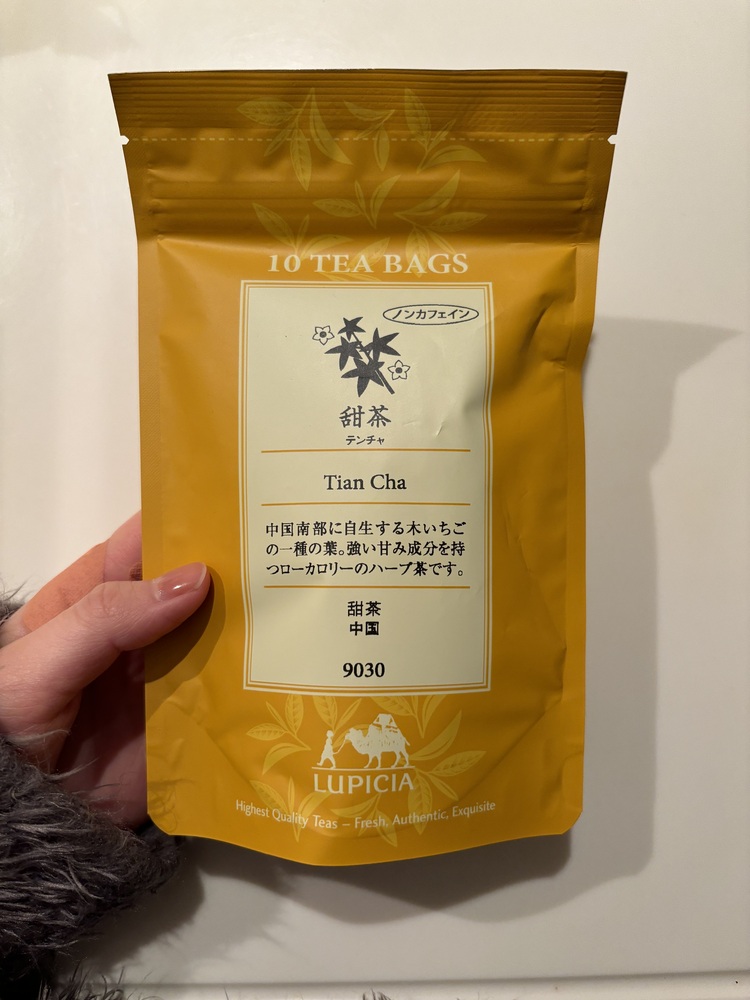 10 TEA BAGS
ノンカフェイン
甜茶
テンチャ
Tian Cha
中国南部に自生する木いちご
の一種の葉。強い甘み成分を持
つローカロリーのハーブ茶です。
甜茶
中国
9030
LUPICIA
Highest Quality Teas – Fresh, Authentic, Exquisite